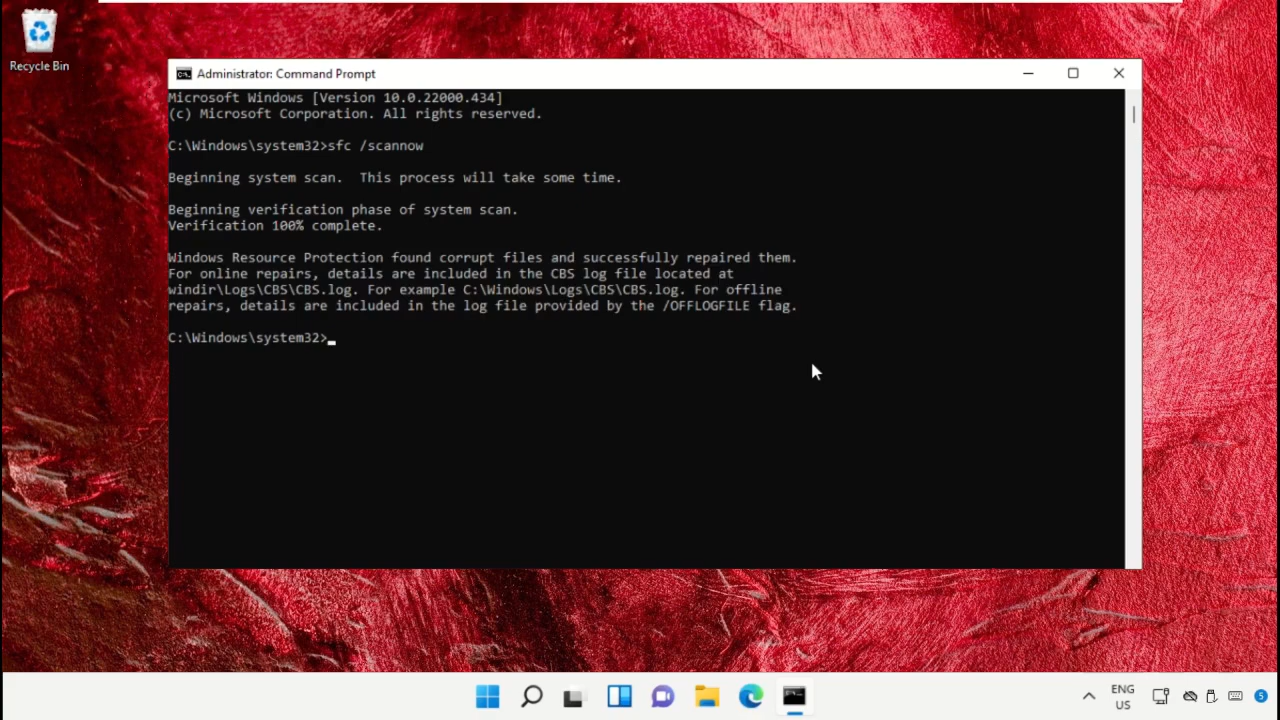 Recycle Bin
Administrator: Command Prompt
Microsoft Windows [Version 10.0.22000.434]
(c) Microsoft Corporation. All rights reserved.
C:\Windows\system32>sfc /scannow
Beginning system scan.  This process will take some time.
Beginning verification phase of system scan.
Verification 100% complete.
Windows Resource Protection found corrupt files and successfully repaired them.
For online repairs, details are included in the CBS log file located at
windir\Logs\CBS\CBS.log. For example C:\Windows\Logs\CBS\CBS.log. For offline
repairs, details are included in the log file provided by the /OFFLOGFILE flag.
C:\Windows\system32>
ENG
US
5